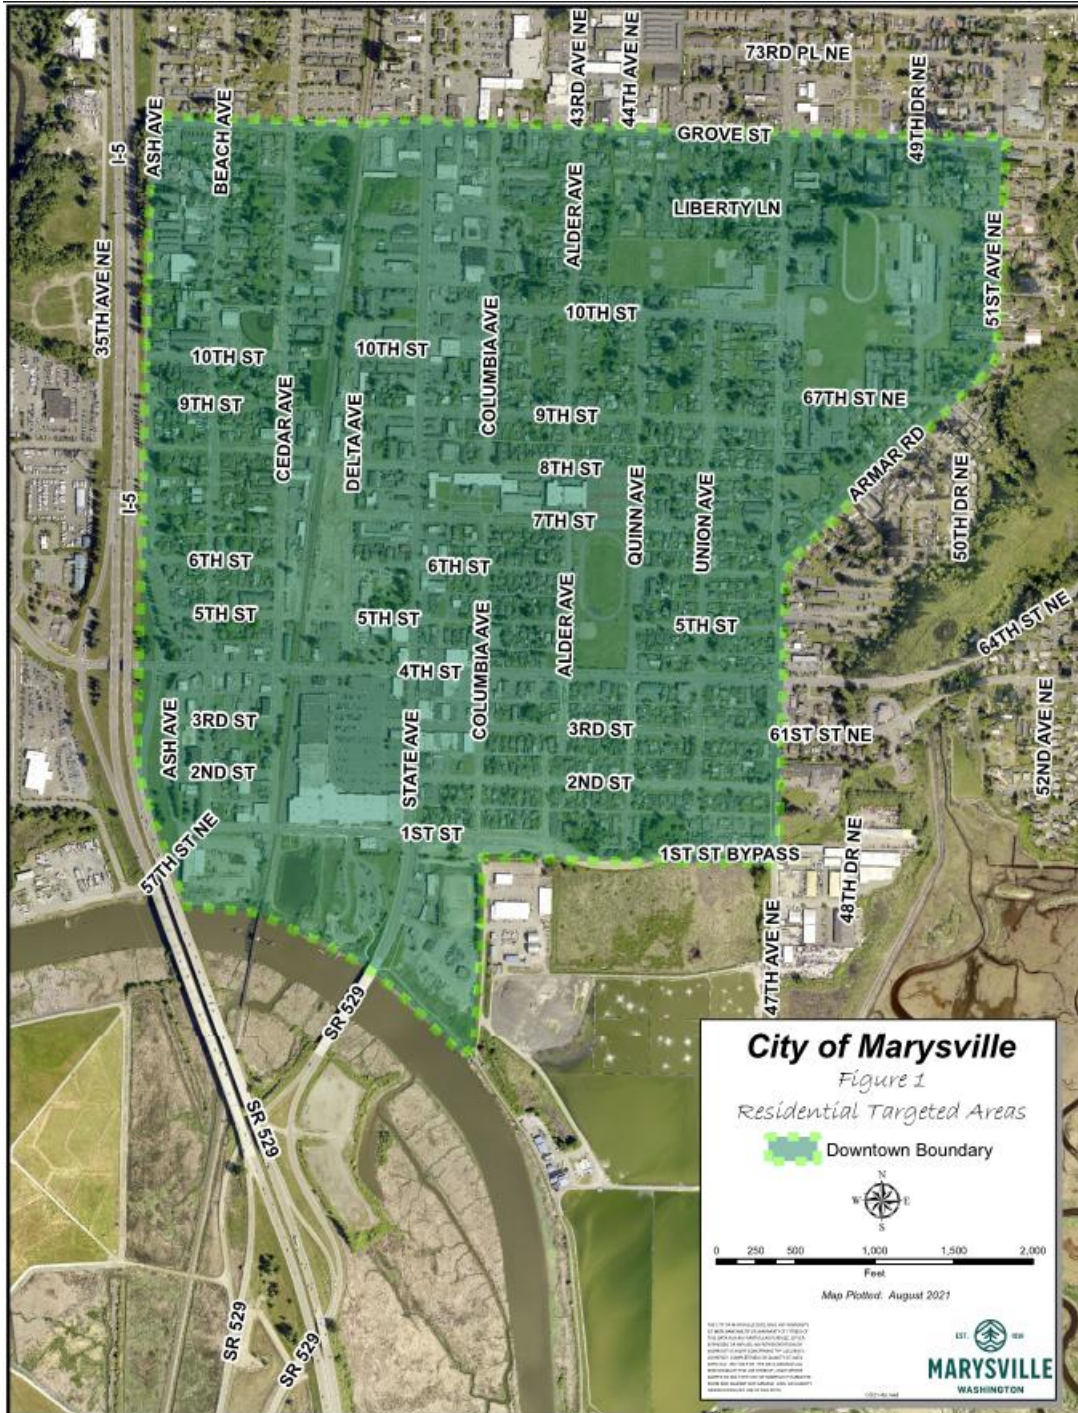 73RD PL NE
43RD AVE NE
44TH AVE NE
49TH DR NE
ASH AVE
BEACH AVE
GROVE ST
I-5
LIBERTY LN
ALDER AVE
35TH AVE NE
51ST AVE NE
10TH ST
10TH ST
10TH ST
COLUMBIA AVE
9TH ST
CEDAR AVE
DELTA AVE
9TH ST
67TH ST NE
ARMAR RD
8TH ST
I-5
7TH ST
QUINN AVE
UNION AVE
50TH DR NE
6TH ST
6TH ST
5TH ST
5TH ST
COLUMBIA AVE
ALDER AVE
5TH ST
64TH ST NE
4TH ST
ASH AVE
3RD ST
3RD ST
61ST ST NE
52ND AVE NE
2ND ST
STATE AVE
2ND ST
1ST ST
57TH ST NE
1ST ST BYPASS
48TH DR NE
47TH AVE NE
SR 529
SR 529
SR 529
SR 529
City of Marysville
Figure 1
Residential Targeted Areas
Downtown Boundary
N
W E
S
0 250 500 1,000 1,500 2,000
Feet
Map Plotted: August 2021
EST.
MARYSVILLE
WASHINGTON